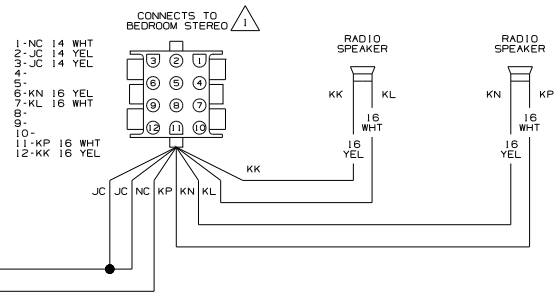 CONNECTS TO
BEDROOM STEREO
1
1-NC 14 WHT
2-JC 14 YEL
3-JC 14 YEL
4-
5-
6-KN 16 YEL
7-KL 16 WHT
8-
9-
10-
11-KP 16 WHT
12-KK 16 YEL
3 2 1
6 5 4
9 8 7
12 11 10
RADIO
SPEAKER
KK KL
16
WHT
16
YEL
RADIO
SPEAKER
KN KP
16
WHT
16
YEL
KK
JC JC NC KP KN KL